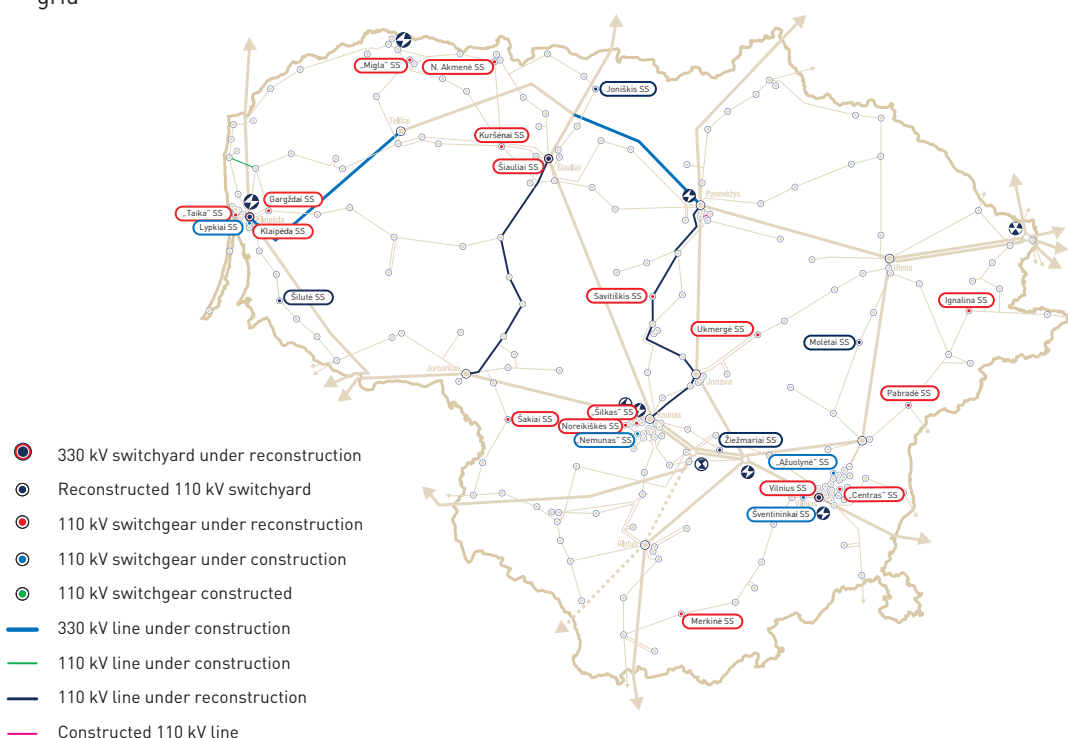 grid
„Migla" SS
N. Akmenė SS
Joniškis SS
Telšiai
Kuršėnai SS
Šiauliai SS
Šiauliai
Panevėžys
Gargždai SS
„Taika" SS
Klaipėda
Lypkiai SS
Klaipėda SS
Utena
Šilutė SS
Savitiškis SS
Ignalina SS
Ukmergė SS
Molėtai SS
Jurbarkas
Jonava
Pabradė SS
„Šilkas" SS
Kaunas
Šakiai SS
Noreikiškės SS
„Nemunas" SS
Žiežmariai SS
„Ąžuolynė" SS
Vilnius SS
„Centras" SS
Šventininkai SS
Alytus
Merkinė SS
330 kV switchyard under reconstruction
Reconstructed 110 kV switchyard
110 kV switchgear under reconstruction
110 kV switchgear under construction
110 kV switchgear constructed
330 kV line under construction
110 kV line under construction
110 kV line under reconstruction
Constructed 110 kV line